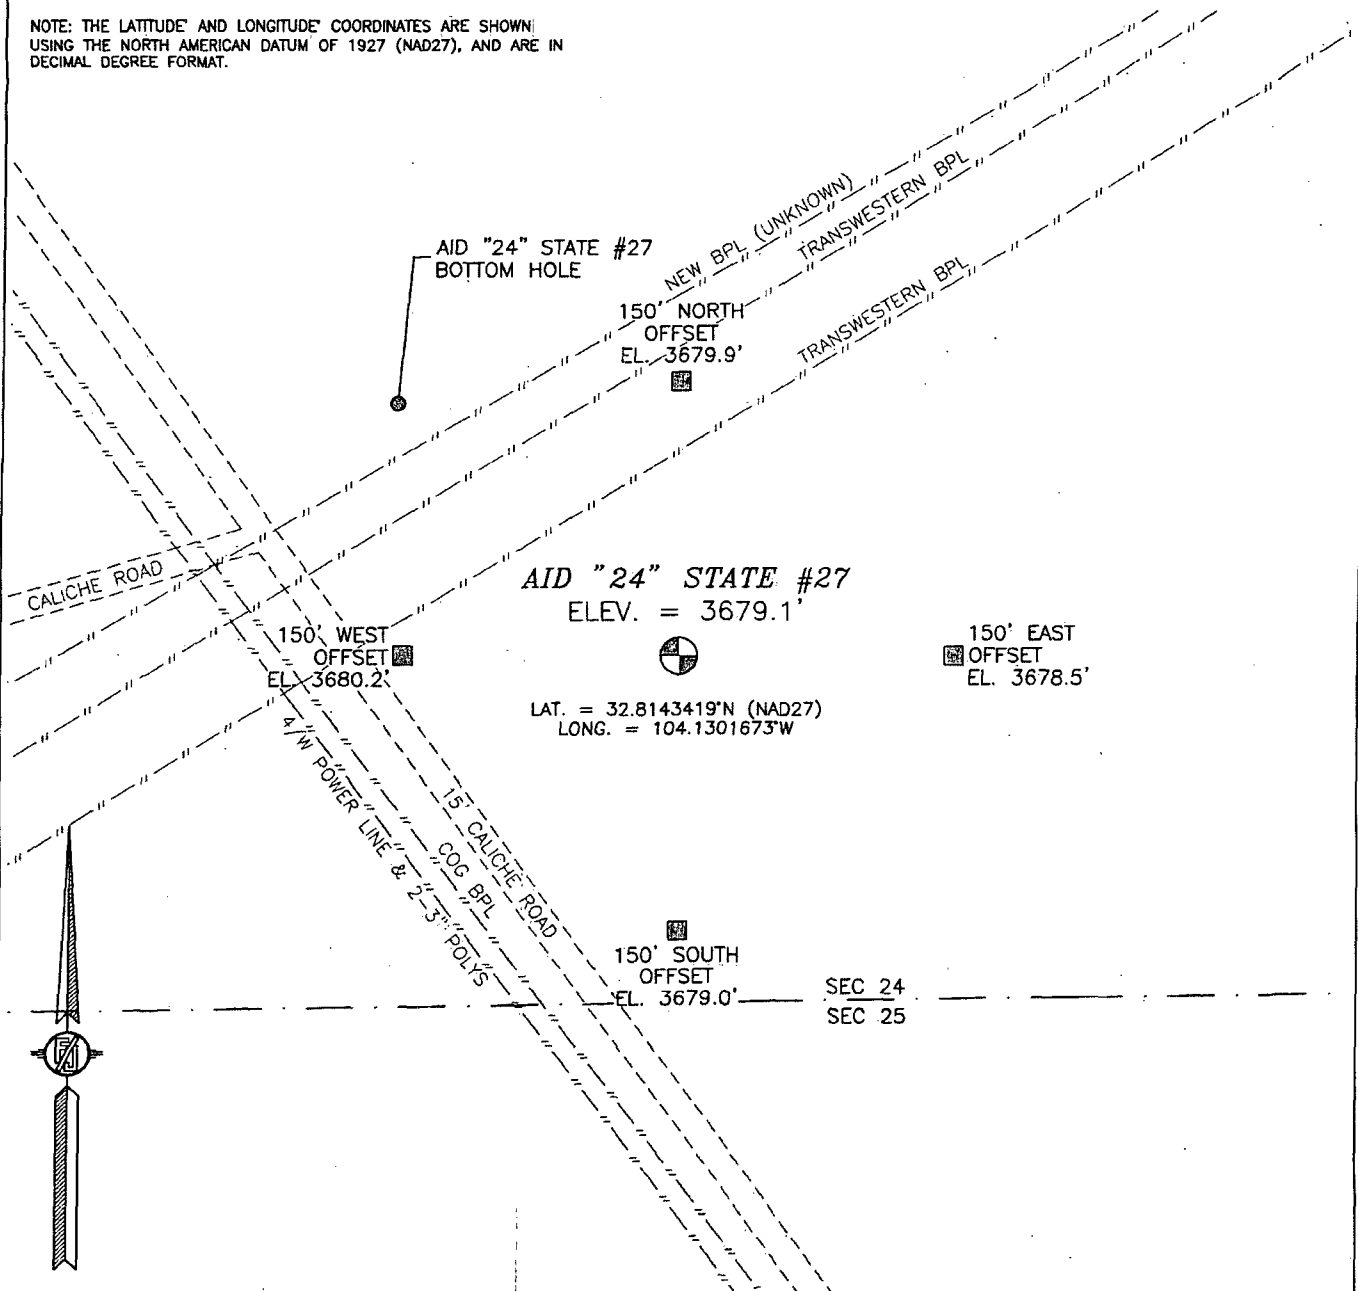 NOTE: THE LATITUDE AND LONGITUDE COORDINATES ARE SHOWN
USING THE NORTH AMERICAN DATUM OF 1927 (NAD27), AND ARE IN
DECIMAL DEGREE FORMAT.
AID "24" STATE #27
BOTTOM HOLE
NEW BPL (UNKNOWN)
TRANSWESTERN BPL
TRANSWESTERN BPL
150' NORTH
OFFSET
EL. 3679.9'
CALICHE ROAD
AID "24" STATE #27
ELEV. = 3679.1'
150' WEST
OFFSET
EL. 3680.2'
150' EAST
OFFSET
EL. 3678.5'
LAT. = 32.8143419°N (NAD27)
LONG. = 104.1301673°W
4/W POWER LINE & 2-3" POLYS
COG BPL
15' CALICHE ROAD
150' SOUTH
OFFSET
EL. 3679.0'
SEC 24
SEC 25